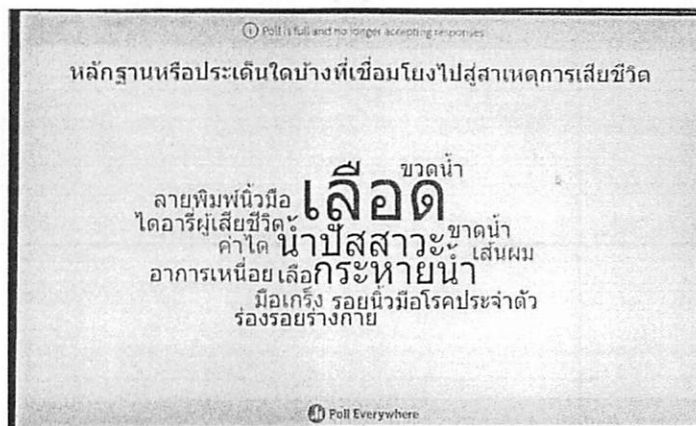 Poll is full and no longer accepting responses
หลักฐานหรือประเด็นใดบ้างที่เชื่อมโยงไปสู่สาเหตุการเสียชีวิต
ขวดน้ำ
ลายพิมพ์นิ้วมือ เลือด
ไดอารี่ผู้เสียชีวิต ขาดน้ำ
ค่าไต น้ำปัสสาวะ เส้นผม
อาการเหนื่อย เลือ กระหายน้ำ
มือเกร็ง รอยนิ้วมือ โรคประจำตัว
ร่องรอยร่างกาย
Poll Everywhere